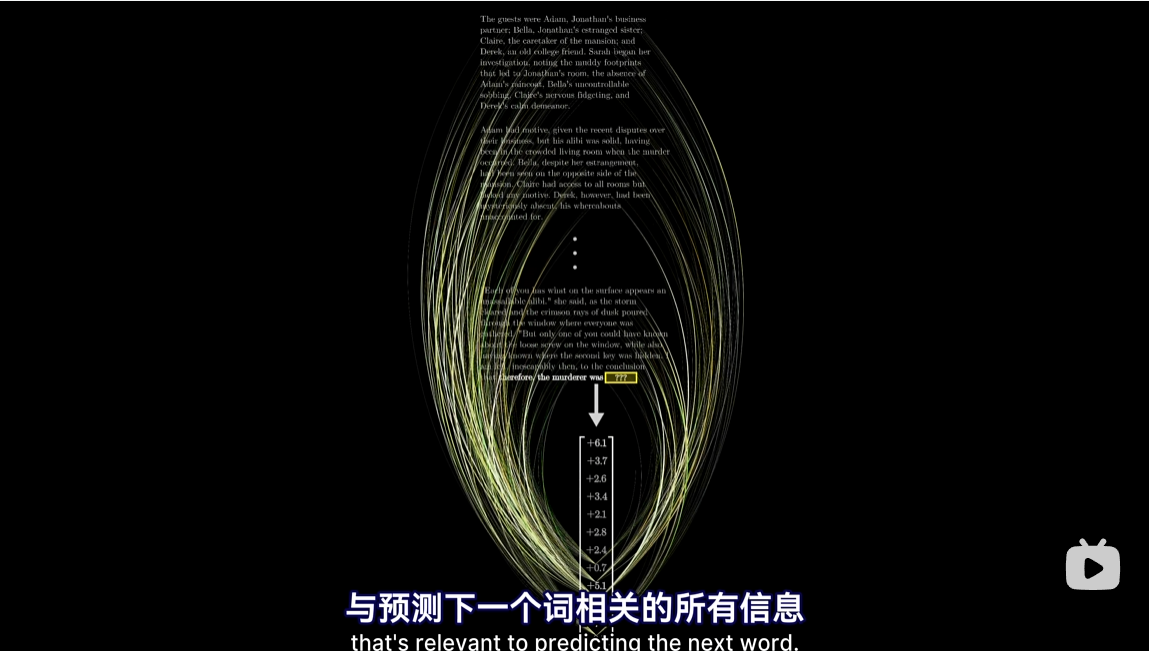 The guests were Adam, Jonathan's business
partner; Bella, Jonathan's estranged sister;
Claire, the caretaker of the mansion; and
Derek, an old college friend. Sarah began her
investigation, noting the muddy footprints
that led to Jonathan's room, the absence of
Adam's raincoat, Bella's uncontrollable
sobbing, Claire's nervous fidgeting, and
Derek's calm demeanor.
Adam had motive, given the recent disputes over
their business, but his alibi was solid, having
been in the crowded living room when the murder
occurred. Bella, despite her estrangement,
had been seen on the opposite side of the
mansion. Claire had access to all rooms but
lacked any motive. Derek, however, had been
mysteriously absent, his whereabouts
unaccounted for.
"Each of you has what on the surface appears an
unassailable alibi." she said, as the storm
cleared and the crimson rays of dusk poured
through the window where everyone was
gathered. "But only one of you could have known
about the loose screw on the window, while also
having known where the second key was hidden. I
am led, inescapably then, to the conclusion
that therefore, the murderer was ???
+6.1
+3.7
+2.6
+3.4
+2.1
+2.8
+2.4
+0.7
+5.1
与预测下一个词相关的所有信息
that's relevant to predicting the next word.